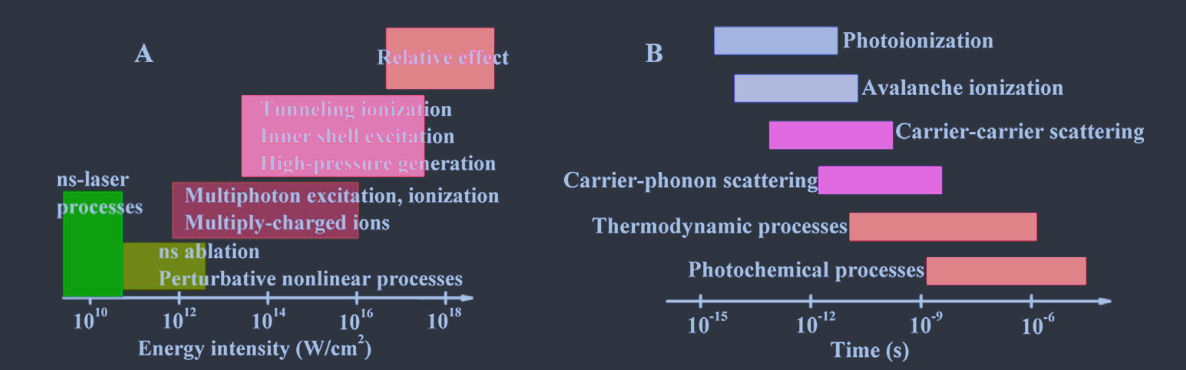 A
Relative effect
Tunneling ionization
Inner shell excitation
High-pressure generation
ns-laser
processes
Multiphoton excitation, ionization
Multiply-charged ions
ns ablation
Perturbative nonlinear processes
10^10 10^12 10^14 10^16 10^18
Energy intensity (W/cm^2)
B
Photoionization
Avalanche ionization
Carrier-carrier scattering
Carrier-phonon scattering
Thermodynamic processes
Photochemical processes
10^-15 10^-12 10^-9 10^-6
Time (s)